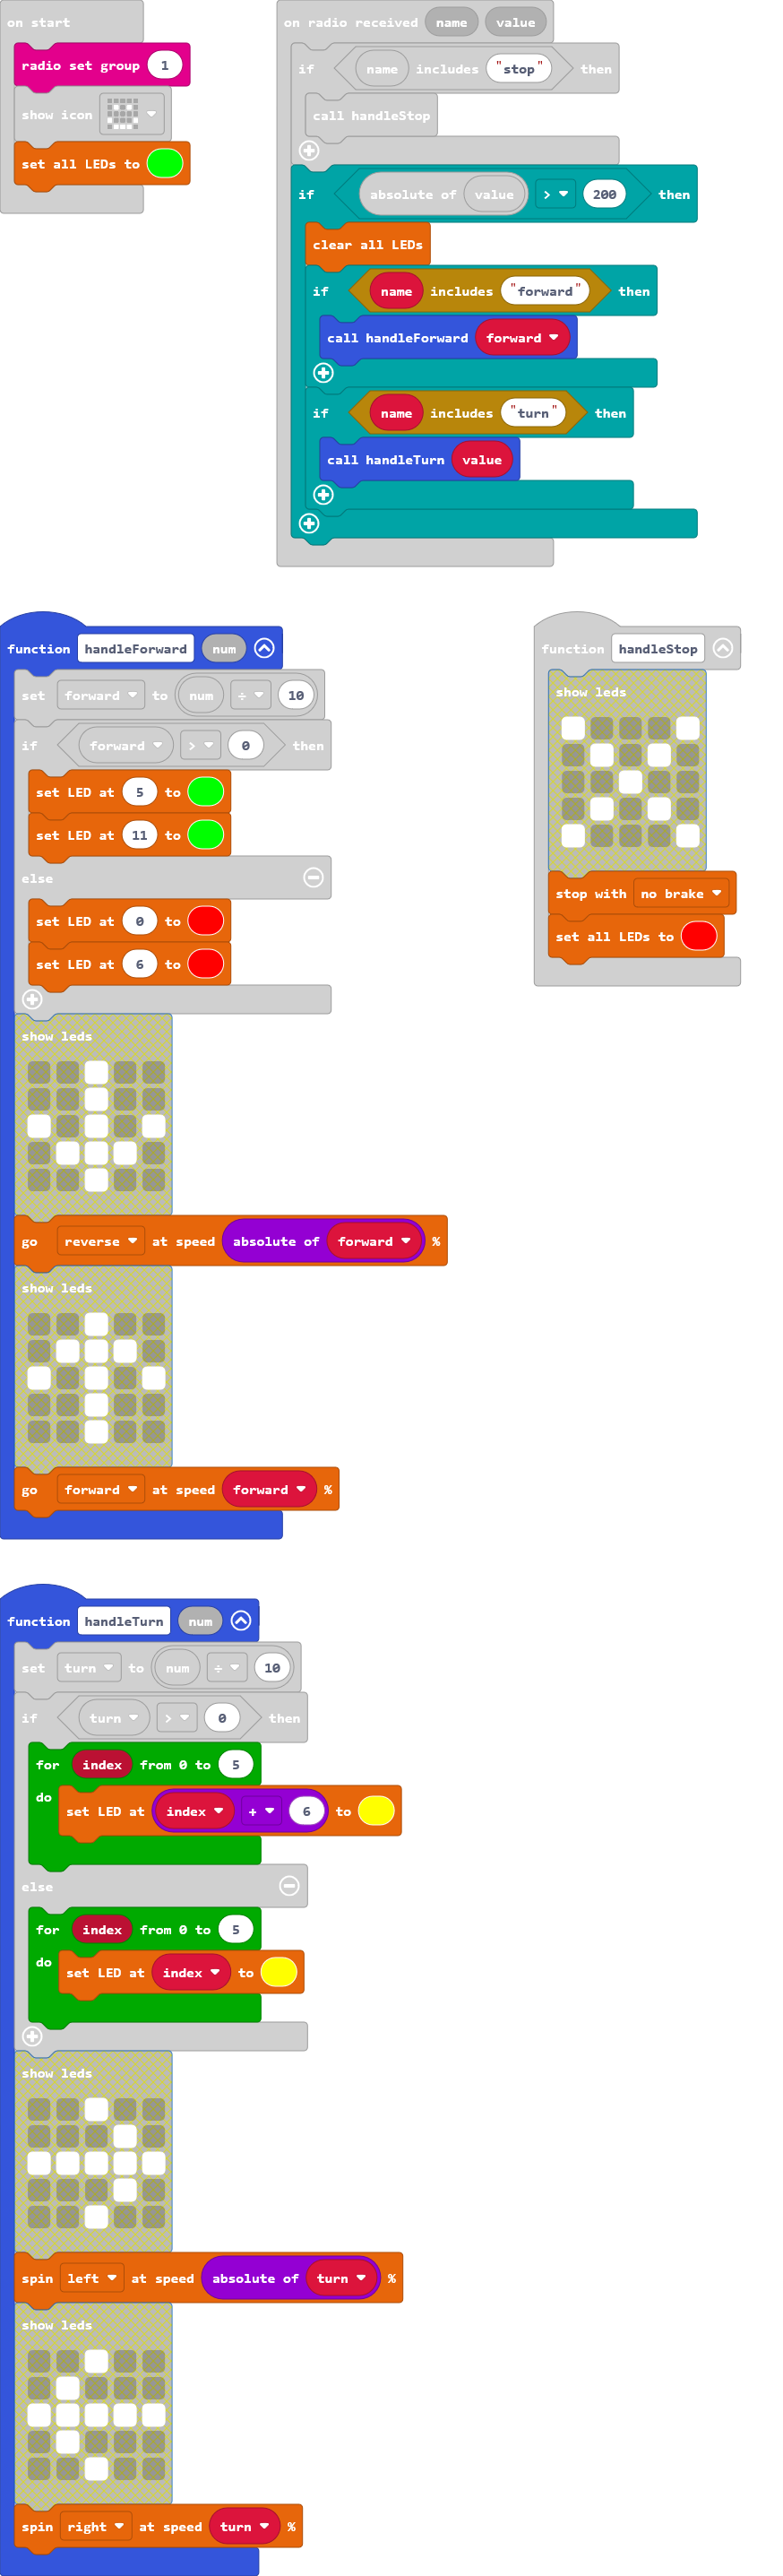 on start
radio set group 1
show icon
set all LEDs to
on radio received name value
if name includes "stop" then
call handleStop
if absolute of value > 200 then
clear all LEDs
if name includes "forward" then
call handleForward forward
if name includes "turn" then
call handleTurn value
function handleForward num
set forward to num ÷ 10
if forward > 0 then
set LED at 5 to
set LED at 11 to
else
set LED at 0 to
set LED at 6 to
show leds
go reverse at speed absolute of forward %
show leds
go forward at speed forward %
function handleStop
show leds
stop with no brake
set all LEDs to
function handleTurn num
set turn to num ÷ 10
if turn > 0 then
for index from 0 to 5
do set LED at index + 6 to
else
for index from 0 to 5
do set LED at index to
show leds
spin left at speed absolute of turn %
show leds
spin right at speed turn %